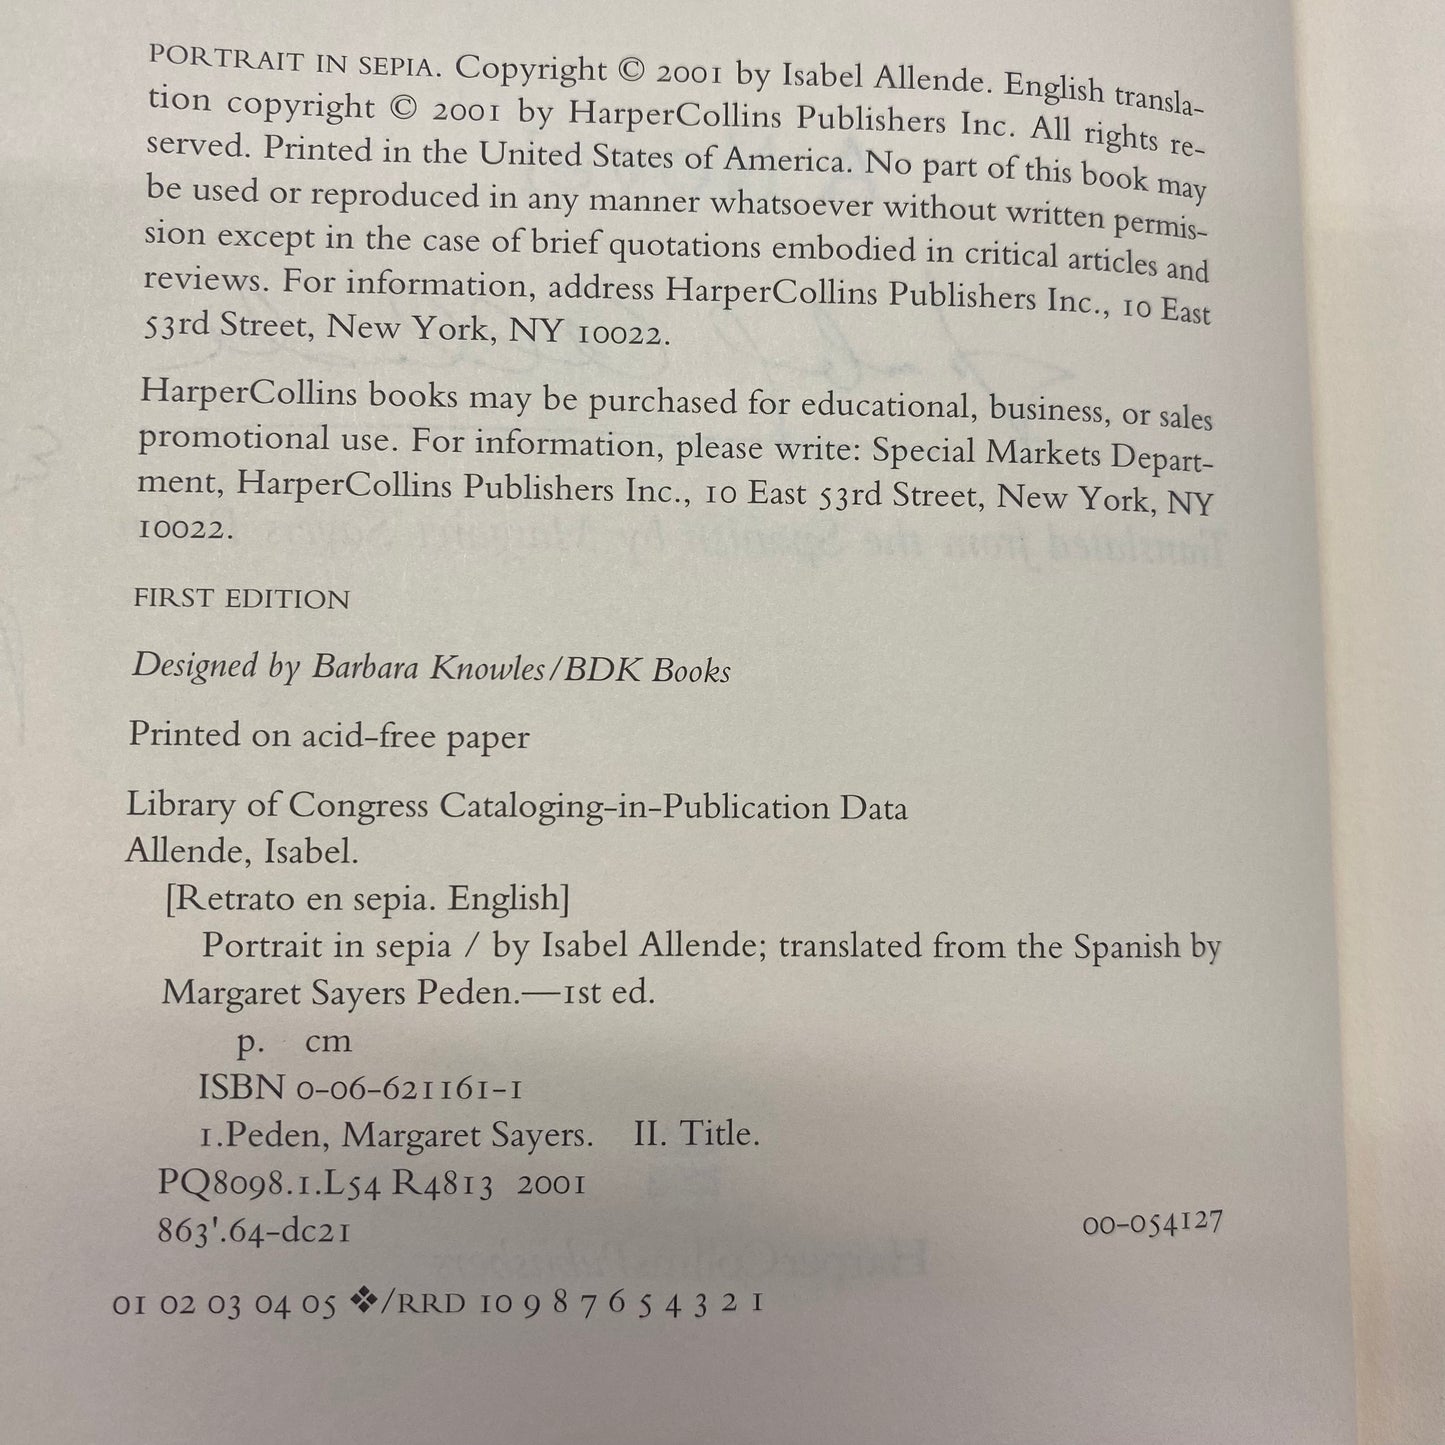 PORTRAIT IN SEPIA. Copyright © 2001 by Isabel Allende. English transla-
tion copyright © 2001 by HarperCollins Publishers Inc. All rights re-
served. Printed in the United States of America. No part of this book may
be used or reproduced in any manner whatsoever without written permis-
sion except in the case of brief quotations embodied in critical articles and
reviews. For information, address HarperCollins Publishers Inc., 10 East
53rd Street, New York, NY 10022.
HarperCollins books may be purchased for educational, business, or sales
promotional use. For information, please write: Special Markets Depart-
ment, HarperCollins Publishers Inc., 10 East 53rd Street, New York, NY
10022.
FIRST EDITION
Designed by Barbara Knowles/BDK Books
Printed on acid-free paper
Library of Congress Cataloging-in-Publication Data
Allende, Isabel.
[Retrato en sepia. English]
Portrait in sepia / by Isabel Allende; translated from the Spanish by
Margaret Sayers Peden.—1st ed.
p. cm
ISBN 0-06-621161-1
1.Peden, Margaret Sayers. II. Title.
PQ8098.1.L54 R4813 2001
863'.64-dc21
00-054127
01 02 03 04 05 ❖/RRD 10 9 8 7 6 5 4 3 2 1